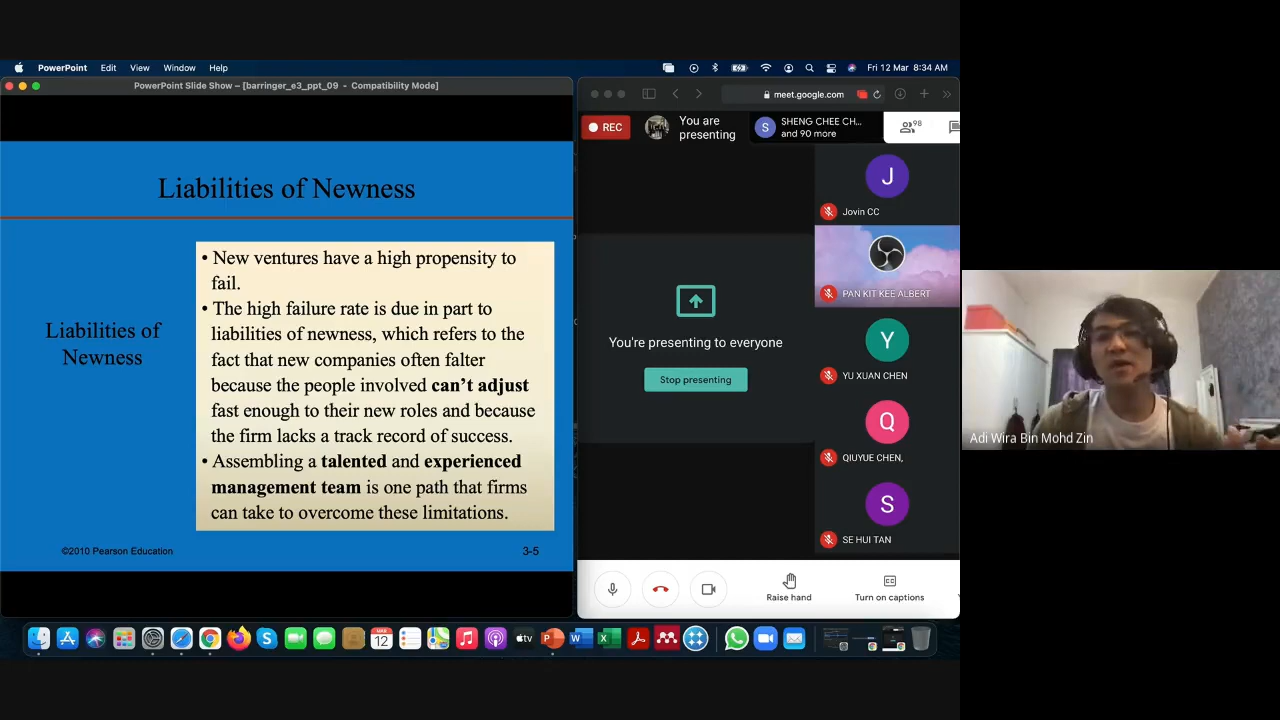 PowerPoint Edit View Window Help
Fri 12 Mar 8:34 AM
PowerPoint Slide Show – [barringer_e3_ppt_09 - Compatibility Mode]
Liabilities of Newness
Liabilities of
Newness
• New ventures have a high propensity to
fail.
• The high failure rate is due in part to
liabilities of newness, which refers to the
fact that new companies often falter
because the people involved can’t adjust
fast enough to their new roles and because
the firm lacks a track record of success.
• Assembling a talented and experienced
management team is one path that firms
can take to overcome these limitations.
©2010 Pearson Education
3-5
meet.google.com
REC
You are
presenting
S
SHENG CHEE CH...
and 90 more
98
J
Jovin CC
PAN KIT KEE ALBERT
Y
YU XUAN CHEN
Q
QIUYUE CHEN,
S
SE HUI TAN
You're presenting to everyone
Stop presenting
Raise hand
Turn on captions
MAR
12
tv
Adi Wira Bin Mohd Zin